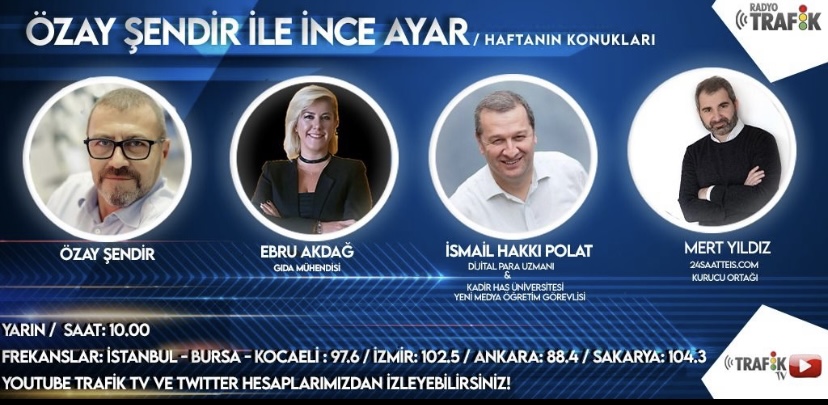 ÖZAY ŞENDİR İLE İNCE AYAR / HAFTANIN KONUKLARI
RADYO
TRAFİK
ÖZAY ŞENDİR
EBRU AKDAĞ
GIDA MÜHENDİSİ
İSMAİL HAKKI POLAT
DİJİTAL PARA UZMANI
&
KADİR HAS ÜNİVERSİTESİ
YENİ MEDYA ÖĞRETİM GÖREVLİSİ
MERT YILDIZ
24SAATTEIS.COM
KURUCU ORTAĞI
YARIN / SAAT: 10.00
FREKANSLAR: İSTANBUL - BURSA - KOCAELİ : 97.6 / İZMİR: 102.5 / ANKARA: 88.4 / SAKARYA: 104.3
YOUTUBE TRAFİK TV VE TWITTER HESAPLARIMIZDAN İZLEYEBİLİRSİNİZ!
TRAFİK
TV